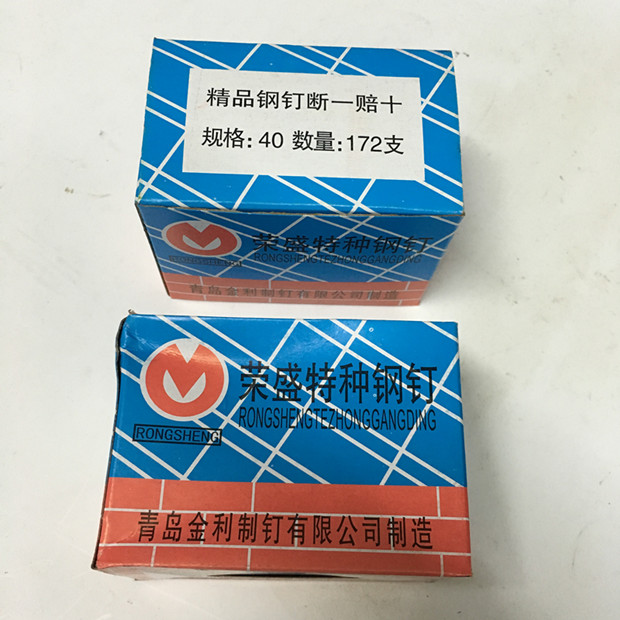 精品钢钉断一赔十
规格: 40 数量: 172支
荣盛特种钢钉
RONGSHENGTEZHONGGANGDING
青岛金利制钉有限公司制造
荣盛特种钢钉
RONGSHENGTEZHONGGANGDING
RONGSHENG
青岛金利制钉有限公司制造